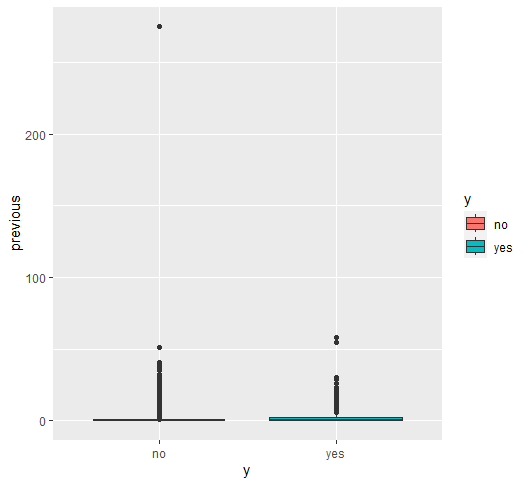 previous
200
100
0
no
yes
y
y
no
yes